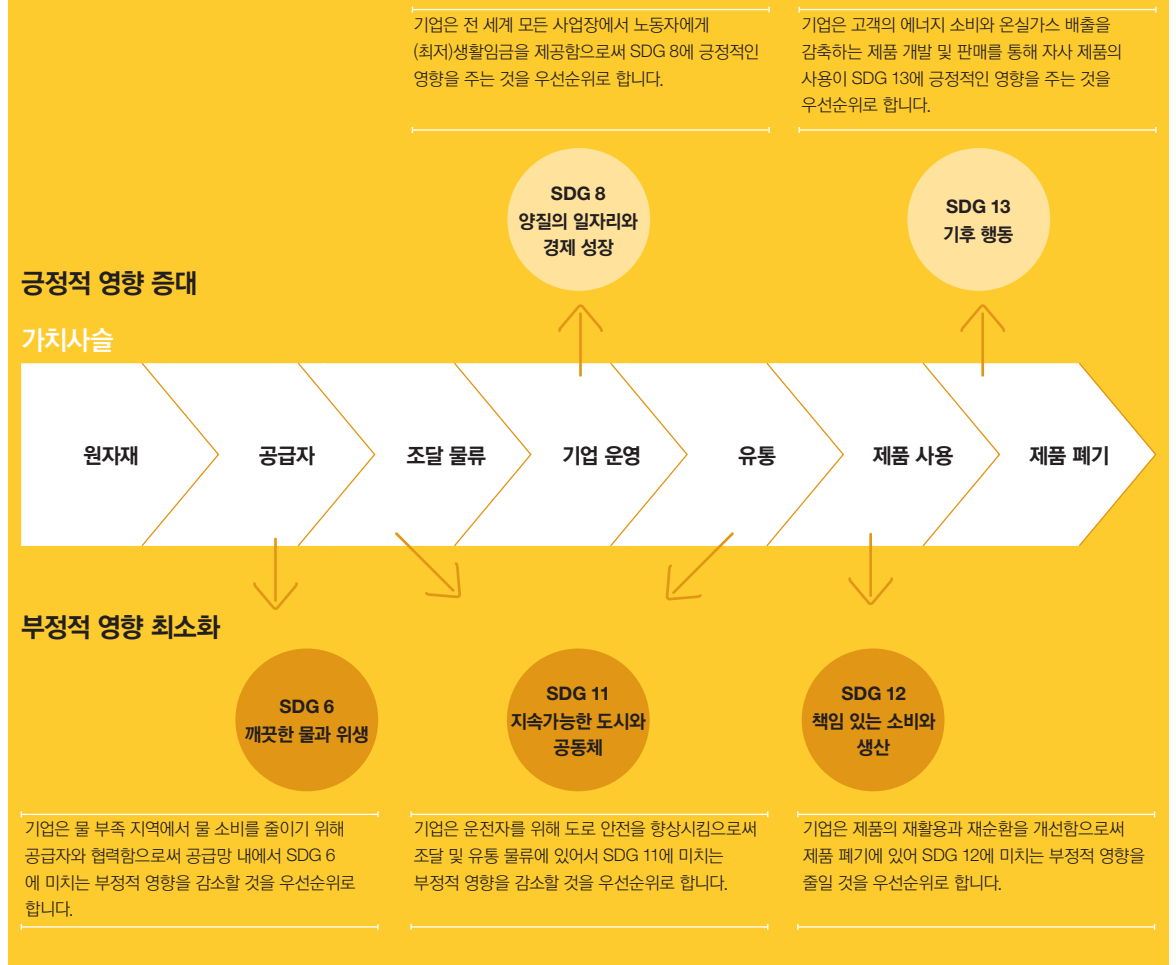 기업은 전 세계 모든 사업장에서 노동자에게
(최저)생활임금을 제공함으로써 SDG 8에 긍정적인
영향을 주는 것을 우선순위로 합니다.
기업은 고객의 에너지 소비와 온실가스 배출을
감축하는 제품 개발 및 판매를 통해 자사 제품의
사용이 SDG 13에 긍정적인 영향을 주는 것을
우선순위로 합니다.
SDG 8
양질의 일자리와
경제 성장
SDG 13
기후 행동
긍정적 영향 증대
가치사슬
원자재
공급자
조달 물류
기업 운영
유통
제품 사용
제품 폐기
부정적 영향 최소화
SDG 6
깨끗한 물과 위생
SDG 11
지속가능한 도시와
공동체
SDG 12
책임 있는 소비와
생산
기업은 물 부족 지역에서 물 소비를 줄이기 위해
공급자와 협력함으로써 공급망 내에서 SDG 6
에 미치는 부정적 영향을 감소할 것을 우선순위로
합니다.
기업은 운전자를 위해 도로 안전을 향상시킴으로써
조달 및 유통 물류에 있어서 SDG 11에 미치는
부정적 영향을 감소할 것을 우선순위로 합니다.
기업은 제품의 재활용과 재순환을 개선함으로써
제품 폐기에 있어 SDG 12에 미치는 부정적 영향을
줄일 것을 우선순위로 합니다.